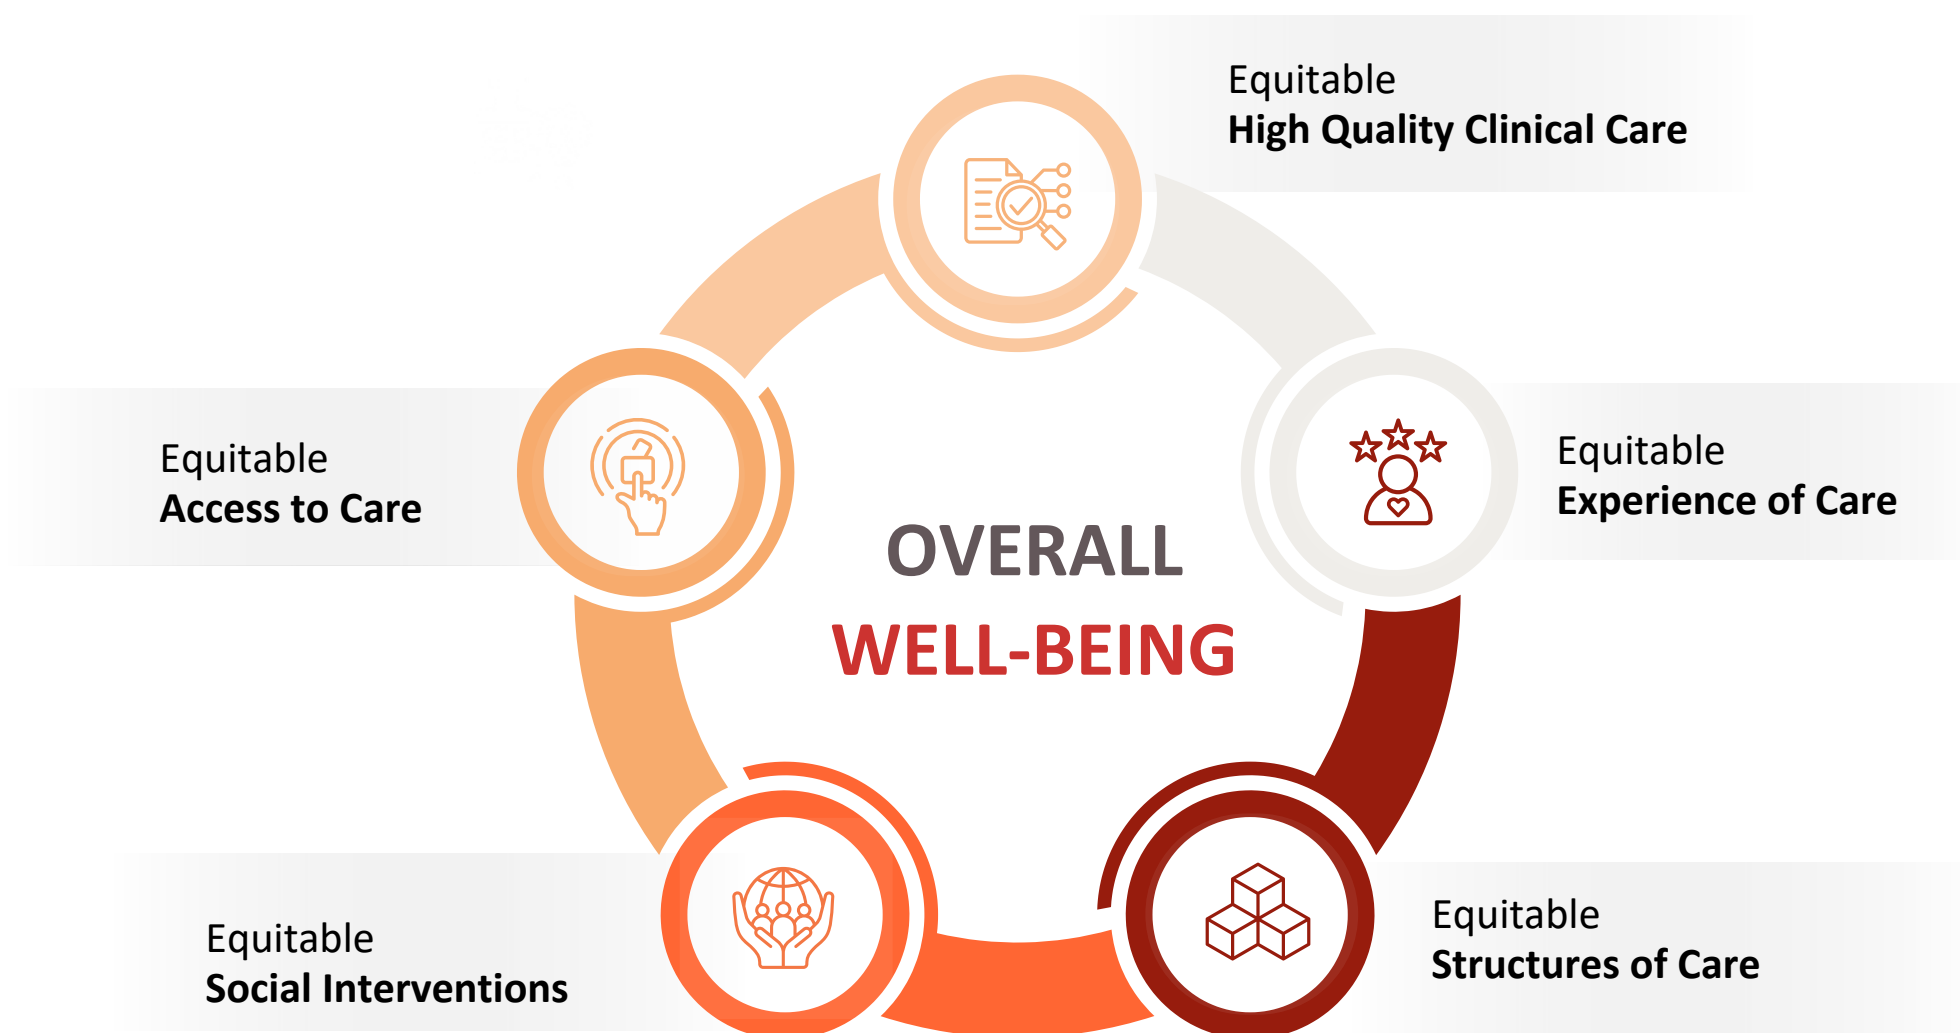 Equitable
High Quality Clinical Care
Equitable
Access to Care
Equitable
Experience of Care
OVERALL
WELL-BEING
Equitable
Social Interventions
Equitable
Structures of Care